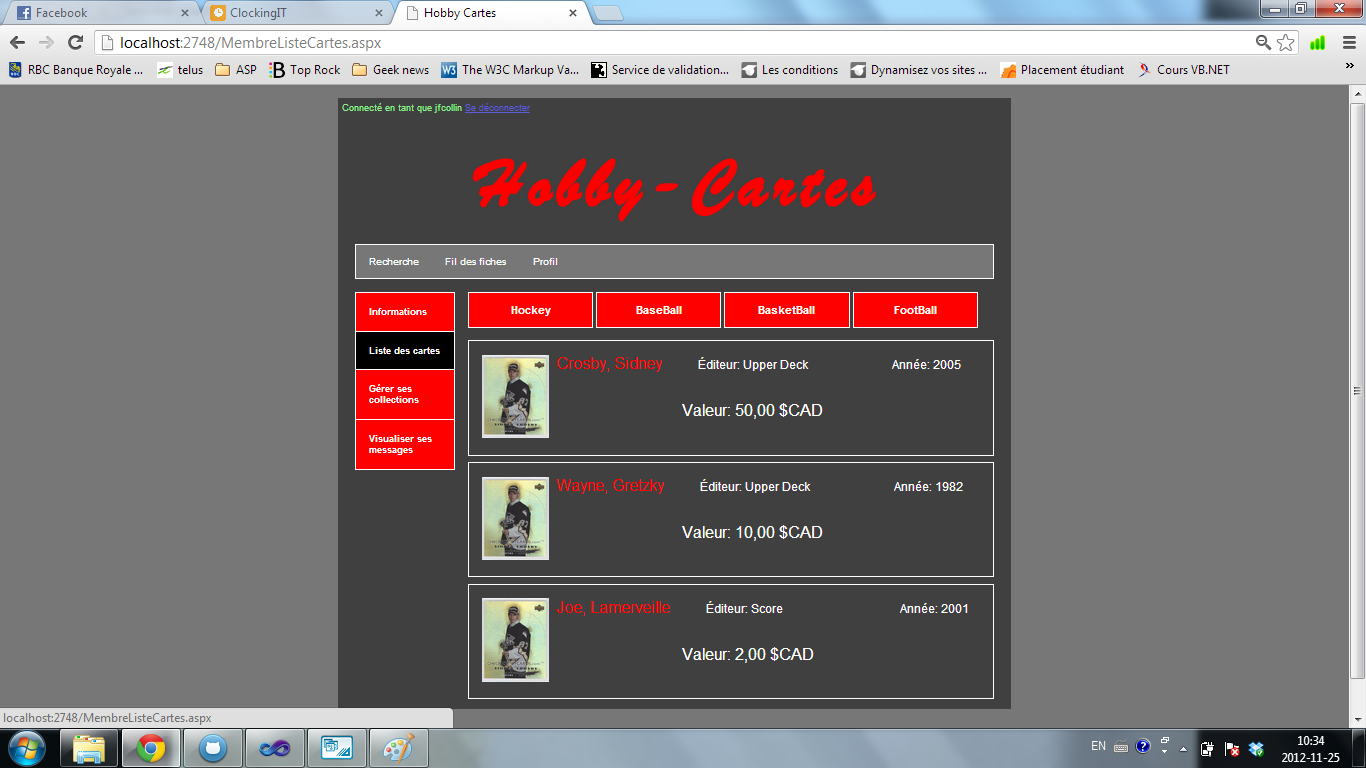 Facebook
ClockingIT
Hobby Cartes
localhost:2748/MembreListeCartes.aspx
RBC Banque Royale ... telus ASP Top Rock Geek news The W3C Markup Va... Service de validation... Les conditions Dynamisez vos sites ... Placement étudiant Cours VB.NET »
Connecté en tant que jfcollin Se déconnecter
Hobby-Cartes
Recherche Fil des fiches Profil
Informations
Liste des cartes
Gérer ses
collections
Visualiser ses
messages
Hockey BaseBall BasketBall FootBall
Crosby, Sidney Éditeur: Upper Deck Année: 2005
Valeur: 50,00 $CAD
Wayne, Gretzky Éditeur: Upper Deck Année: 1982
Valeur: 10,00 $CAD
Joe, Lamerveille Éditeur: Score Année: 2001
Valeur: 2,00 $CAD
localhost:2748/MembreListeCartes.aspx
EN
10:34
2012-11-25